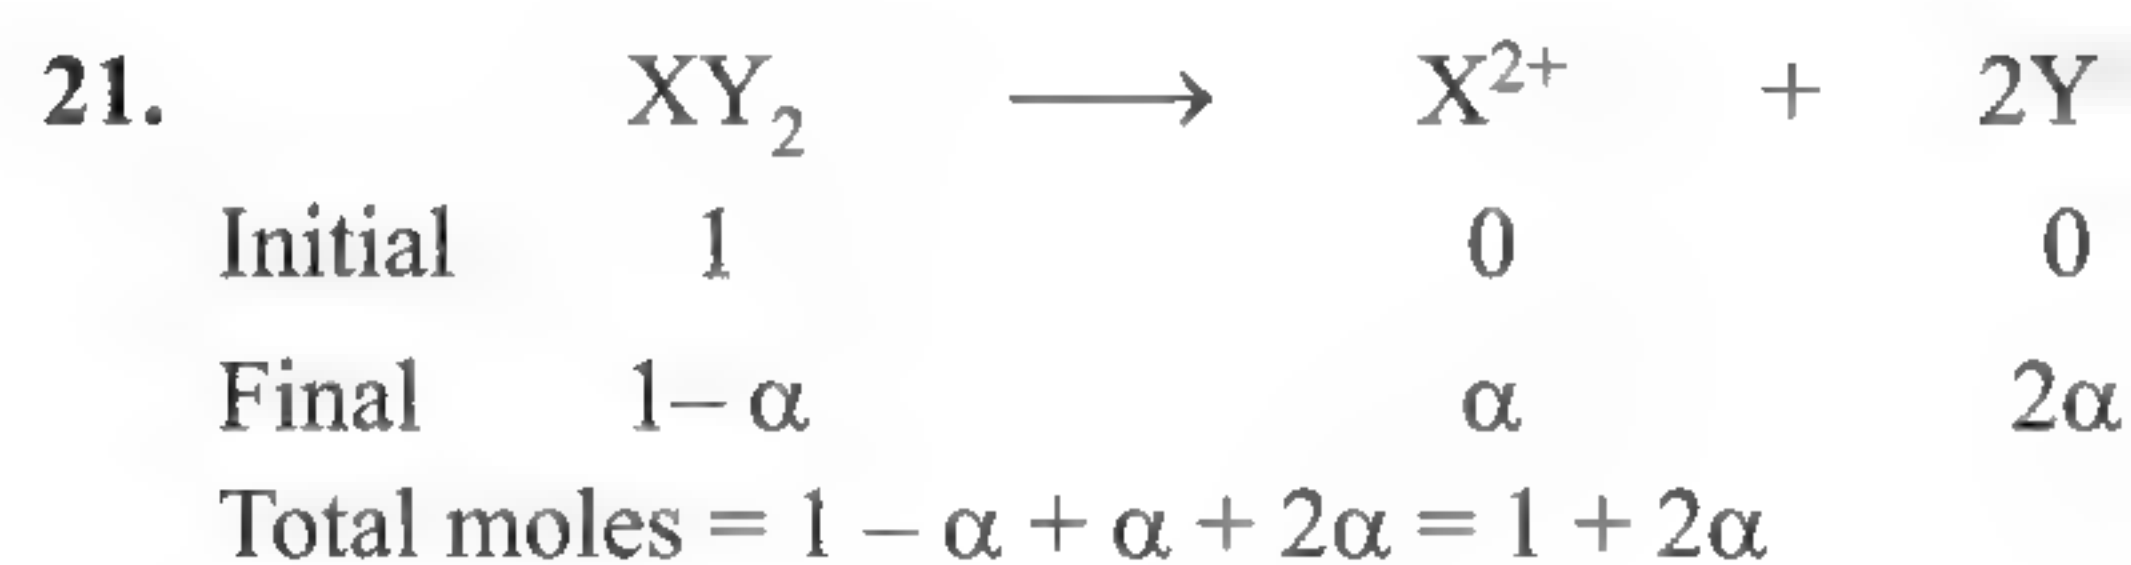 21. XY₂ ⟶ X²⁺ + 2Y
Initial 1 0 0
Final 1– α α 2α
Total moles = 1 – α + α + 2α = 1 + 2α